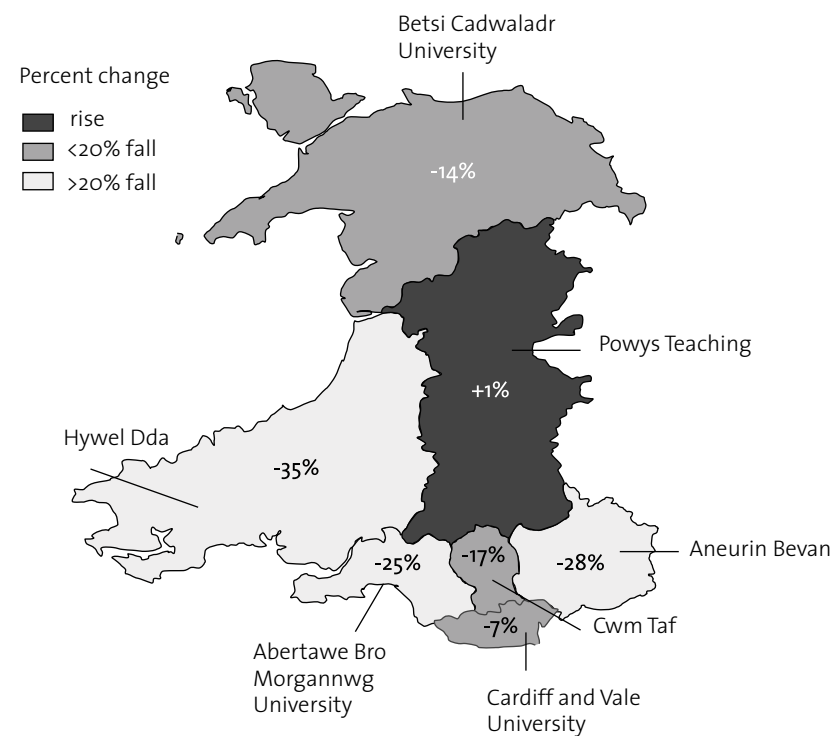 Betsi Cadwaladr
University
Percent change
rise
<20% fall
>20% fall
-14%
Powys Teaching
+1%
Hywel Dda
-35%
-25%
-17%
-28%
Aneurin Bevan
-7%
Cwm Taf
Abertawe Bro
Morgannwg
University
Cardiff and Vale
University